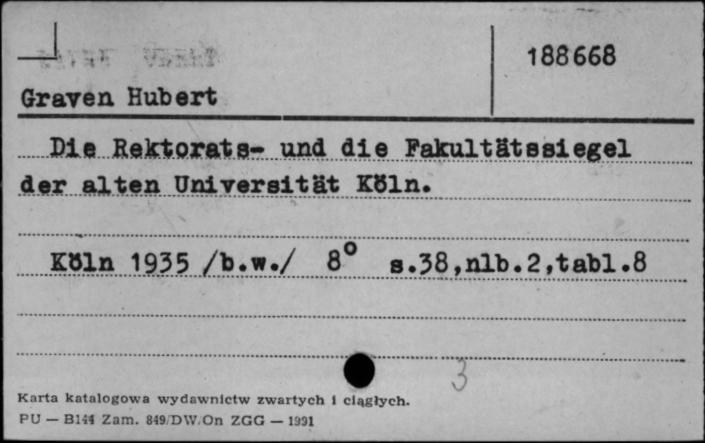 188668
Graven Hubert
Die Rektorats- und die Fakultätssiegel
der alten Universität Köln.
Köln 1935 /b.w./ 8° s.38,nlb.2,tabl.8
3
Karta katalogowa wydawnictw zwartych i ciągłych.
PU — B144 Zam. 849/DW/On ZGG — 1991